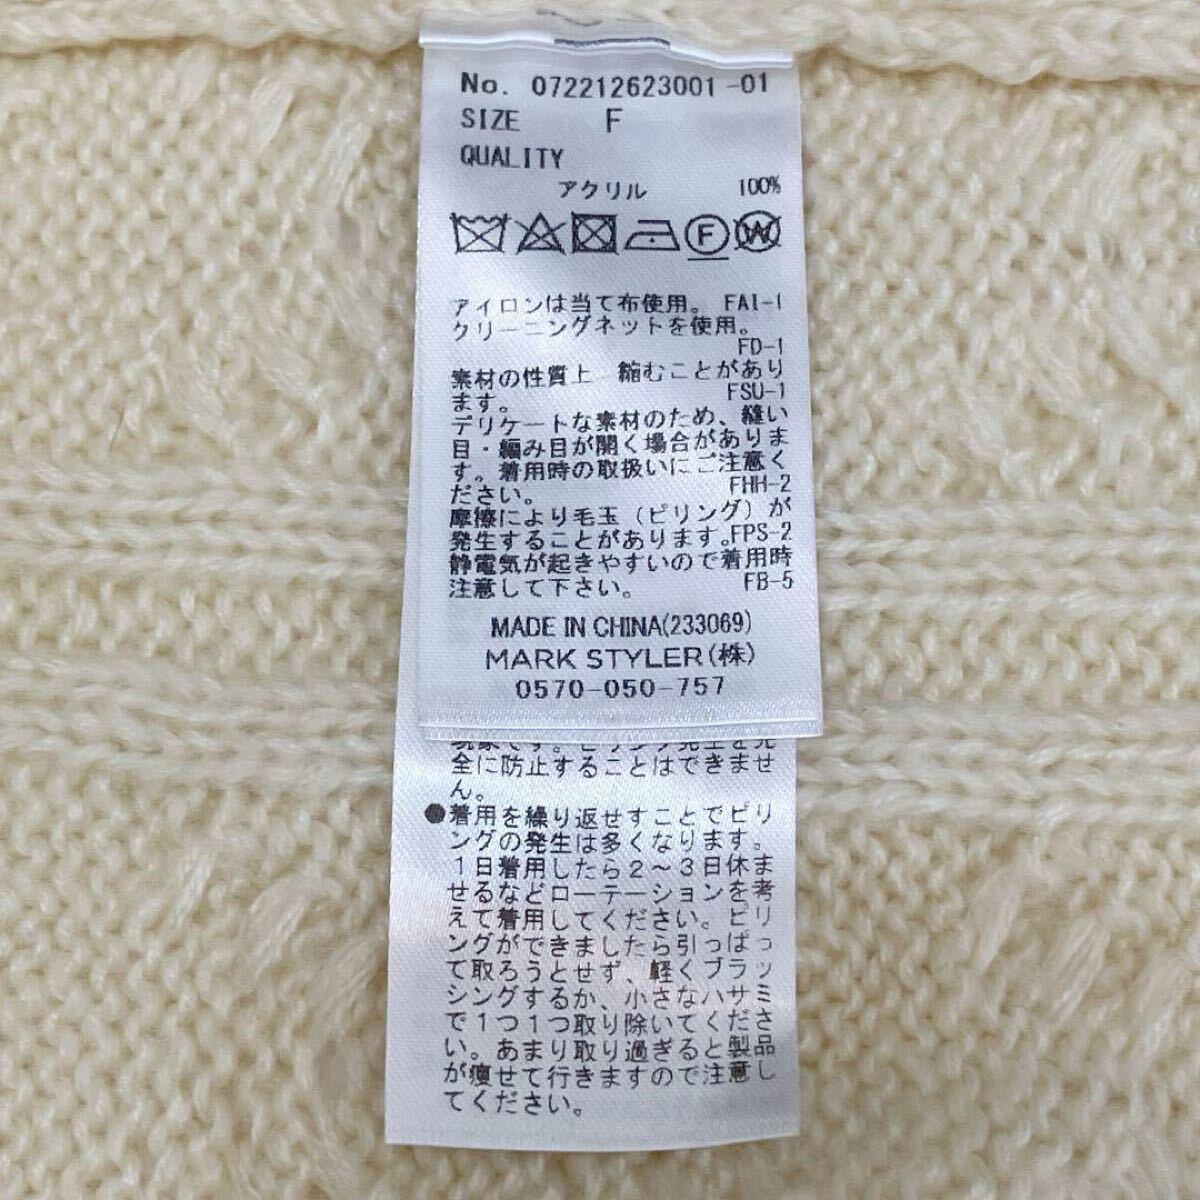 No. 072212623001-01
SIZE F
QUALITY
アクリル 100%
F W
アイロンは当て布使用。 FAI-1
クリーニングネットを使用。
FD-1
素材の性質上 縮むことがあり
ます。 FSU-1
デリケートな素材のため、縫い
目・編み目が開く場合がありま
す。着用時の取扱いにご注意く
ださい。 FHH-2
摩擦により毛玉(ピリング)が
発生することがあります。FPS-2
静電気が起きやすいので着用時
注意して下さい。 FB-5
MADE IN CHINA(233069)
MARK STYLER(株)
0570-050-757
現象です。ピリング発生を完
全に防止することはできませ
ん。
●着用を繰り返せすことでピリ
ングの発生は多くなります。
1日着用したら2～3日休ま
せるなどローテーションを考
えて着用してください。ピリ
ングができましたら引っぱっ
て取ろうとせず、軽くブラッ
シングするか、小さなハサミ
で1つ1つ取り除いてくださ
い。あまり取り過ぎると製品
が痩せて行きますので注意し
てください。